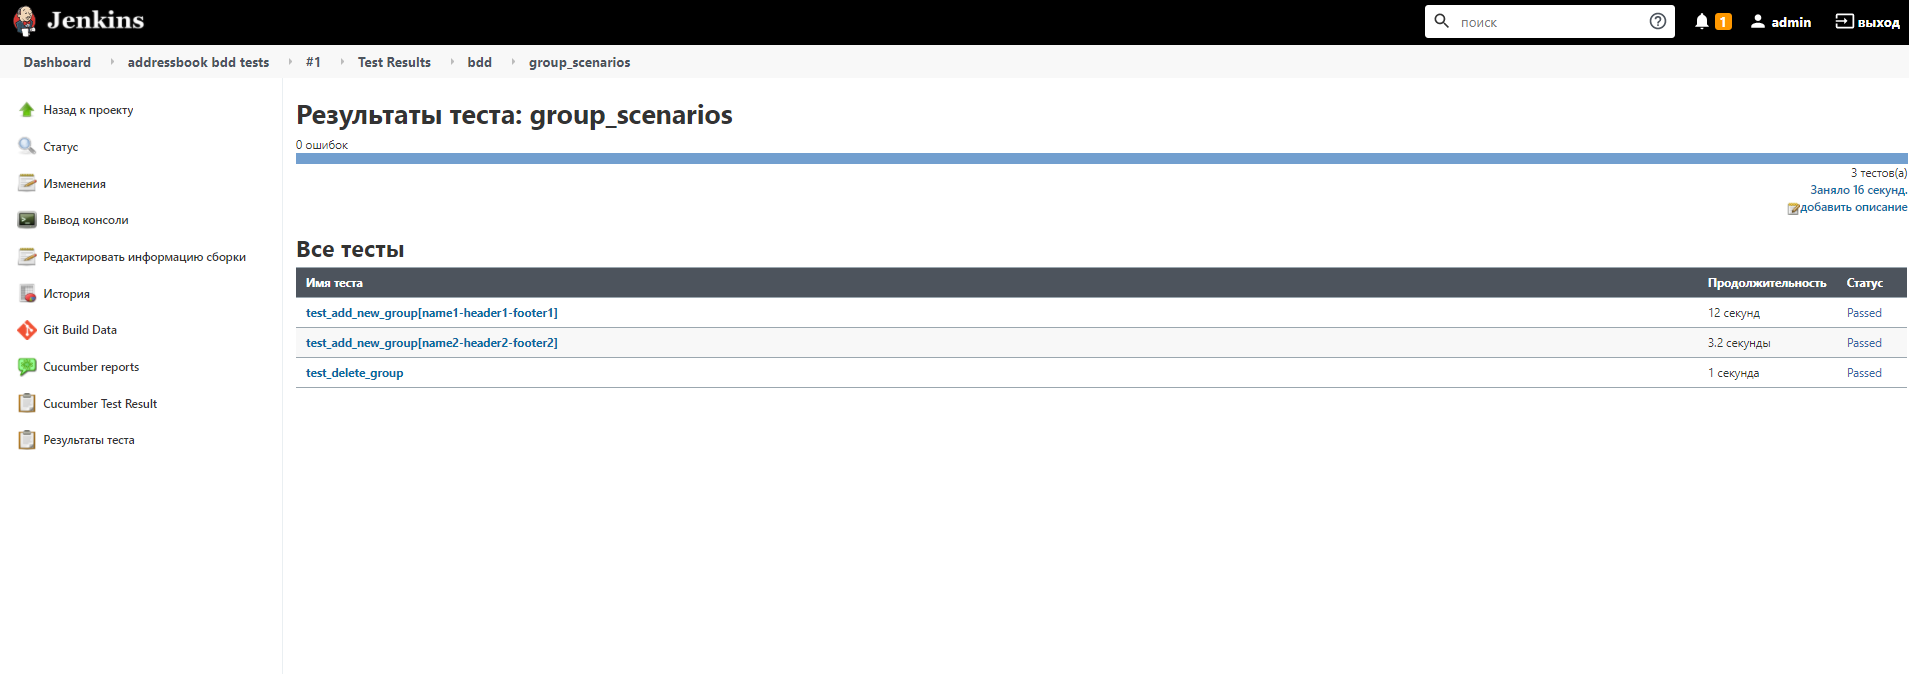 Jenkins поиск 1 admin выход
Dashboard addressbook bdd tests #1 Test Results bdd group_scenarios
Назад к проекту
Статус
Изменения
Вывод консоли
Редактировать информацию сборки
История
Git Build Data
Cucumber reports
Cucumber Test Result
Результаты теста
Результаты теста: group_scenarios
0 ошибок
3 тестов(а)
Заняло 16 секунд.
добавить описание
Все тесты
Имя теста Продолжительность Статус
test_add_new_group[name1-header1-footer1] 12 секунд Passed
test_add_new_group[name2-header2-footer2] 3.2 секунды Passed
test_delete_group 1 секунда Passed